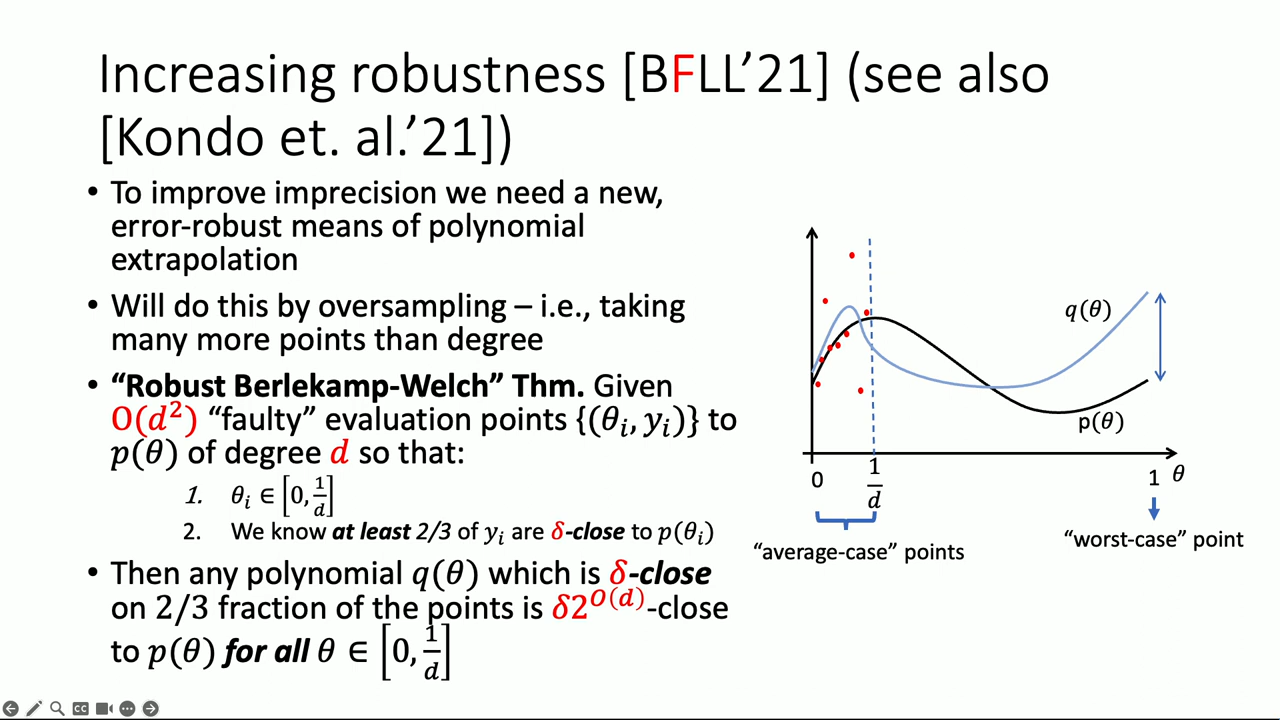 Increasing robustness [BFLL’21] (see also
[Kondo et. al.’21])
• To improve imprecision we need a new,
error-robust means of polynomial
extrapolation
• Will do this by oversampling – i.e., taking
many more points than degree
• “Robust Berlekamp-Welch” Thm. Given
O(d²) “faulty” evaluation points {(θᵢ, yᵢ)} to
p(θ) of degree d so that:
1. θᵢ ∈ [0, 1/d]
2. We know at least 2/3 of yᵢ are δ-close to p(θᵢ)
• Then any polynomial q(θ) which is δ-close
on 2/3 fraction of the points is δ2^{O(d)}-close
to p(θ) for all θ ∈ [0, 1/d]
q(θ)
p(θ)
0
1/d
1 θ
“average-case” points
“worst-case” point
CC